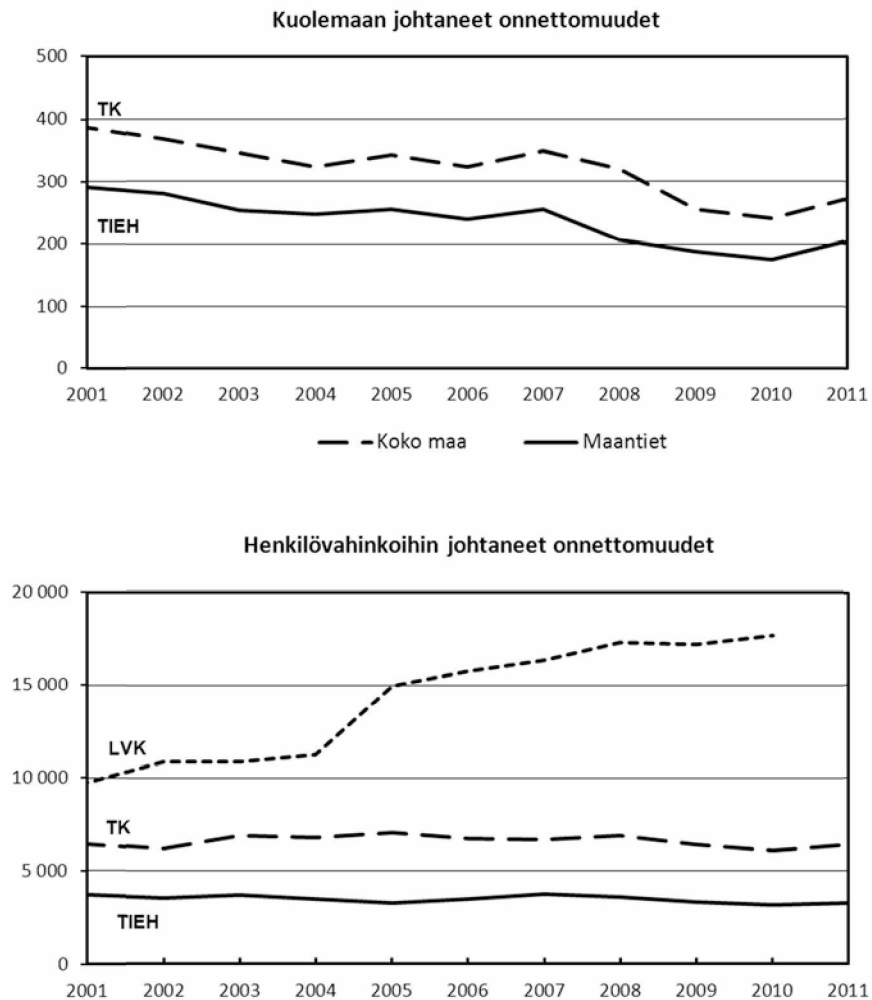 Kuolemaan johtaneet onnettomuudet
500
400
300
200
100
0
TK
TIEH
2001 2002 2003 2004 2005 2006 2007 2008 2009 2010 2011
Koko maa Maantiet
Henkilövahinkoihin johtaneet onnettomuudet
20 000
15 000
10 000
5 000
0
LVK
TK
TIEH
2001 2002 2003 2004 2005 2006 2007 2008 2009 2010 2011